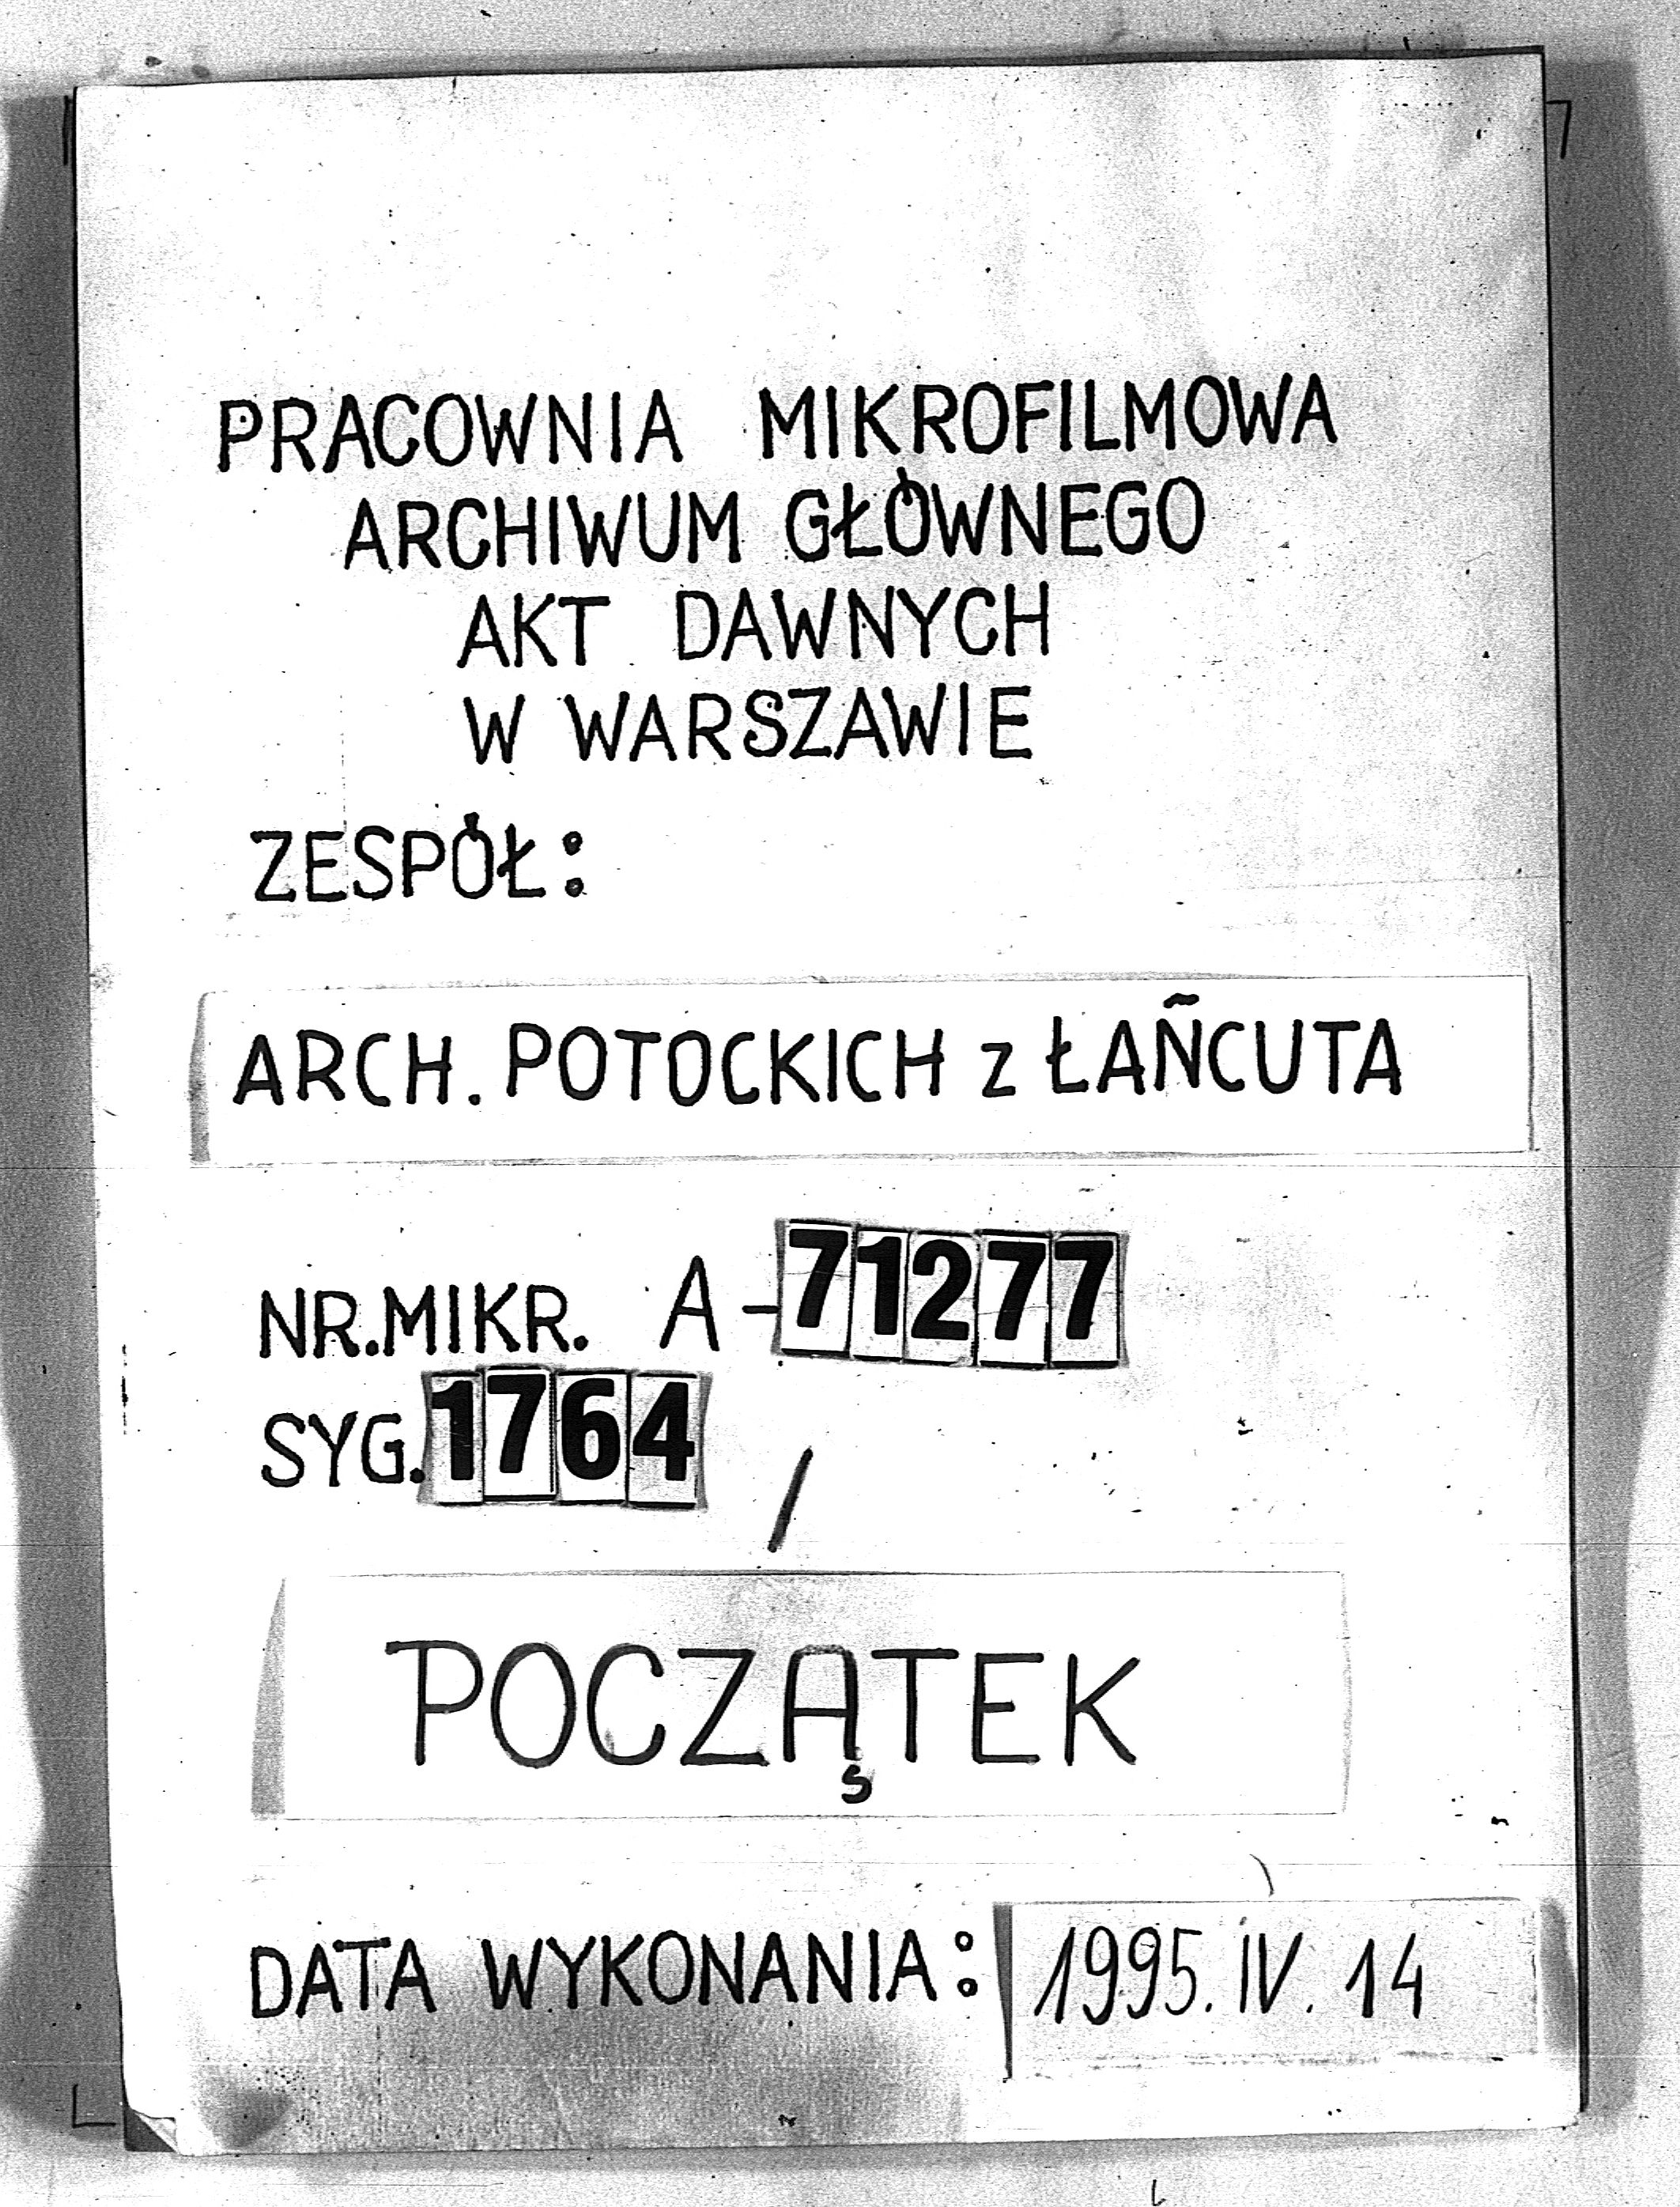 PRACOWNIA MIKROFILMOWA
ARCHIWUM GŁÓWNEGO
AKT DAWNYCH
W WARSZAWIE
ZESPÓŁ:
ARCH. POTOCKICH z ŁAŃCUTA
NR.MIKR. A-71277
SYG. 1764 /
POCZĄTEK
DATA WYKONANIA: 1995. IV. 14